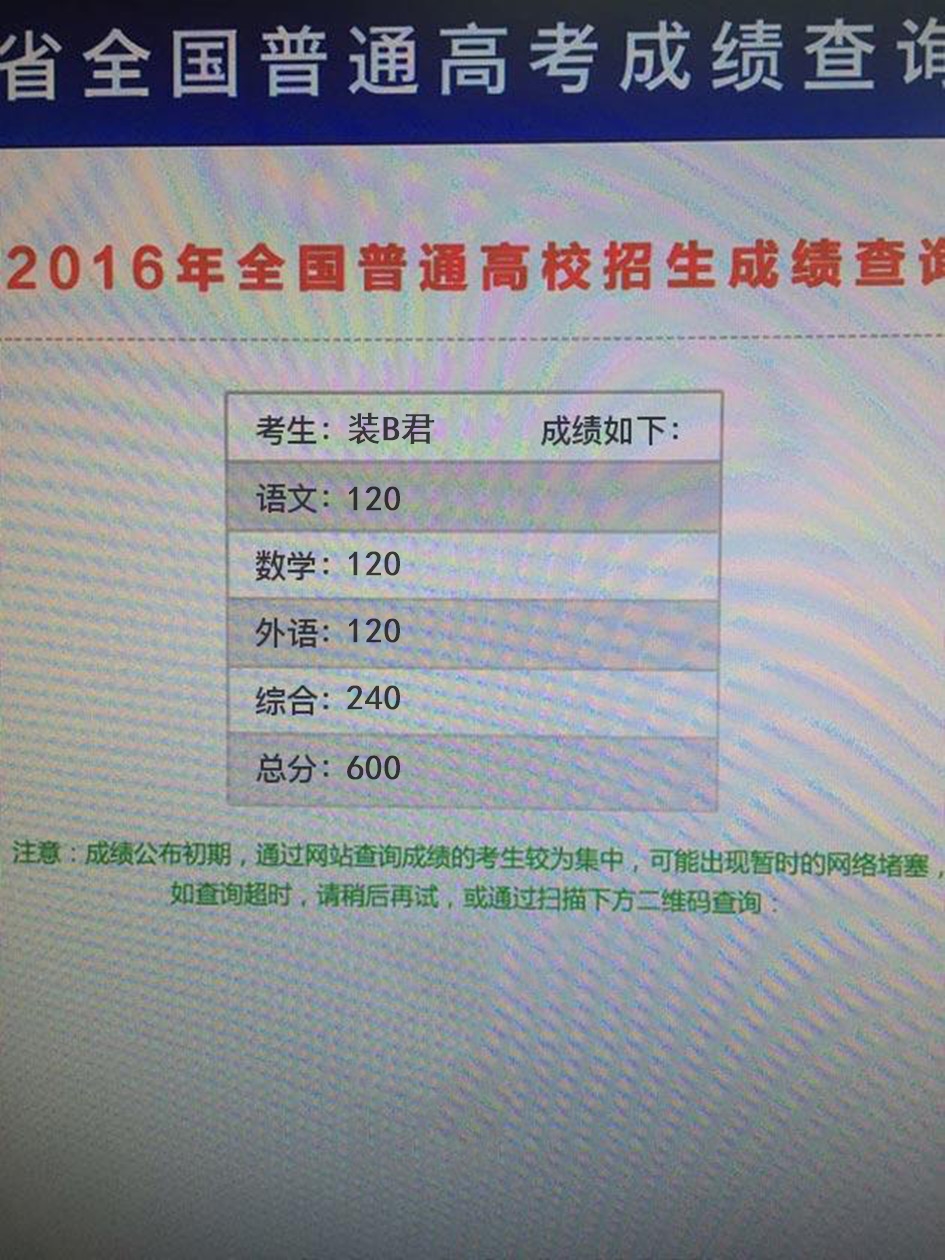 省全国普通高考成绩查询
2016年全国普通高校招生成绩查询
考生：装B君 成绩如下：
语文：120
数学：120
外语：120
综合：240
总分：600
注意：成绩公布初期，通过网站查询成绩的考生较为集中，可能出现暂时的网络堵塞，
如查询超时，请稍后再试，或通过扫描下方二维码查询：